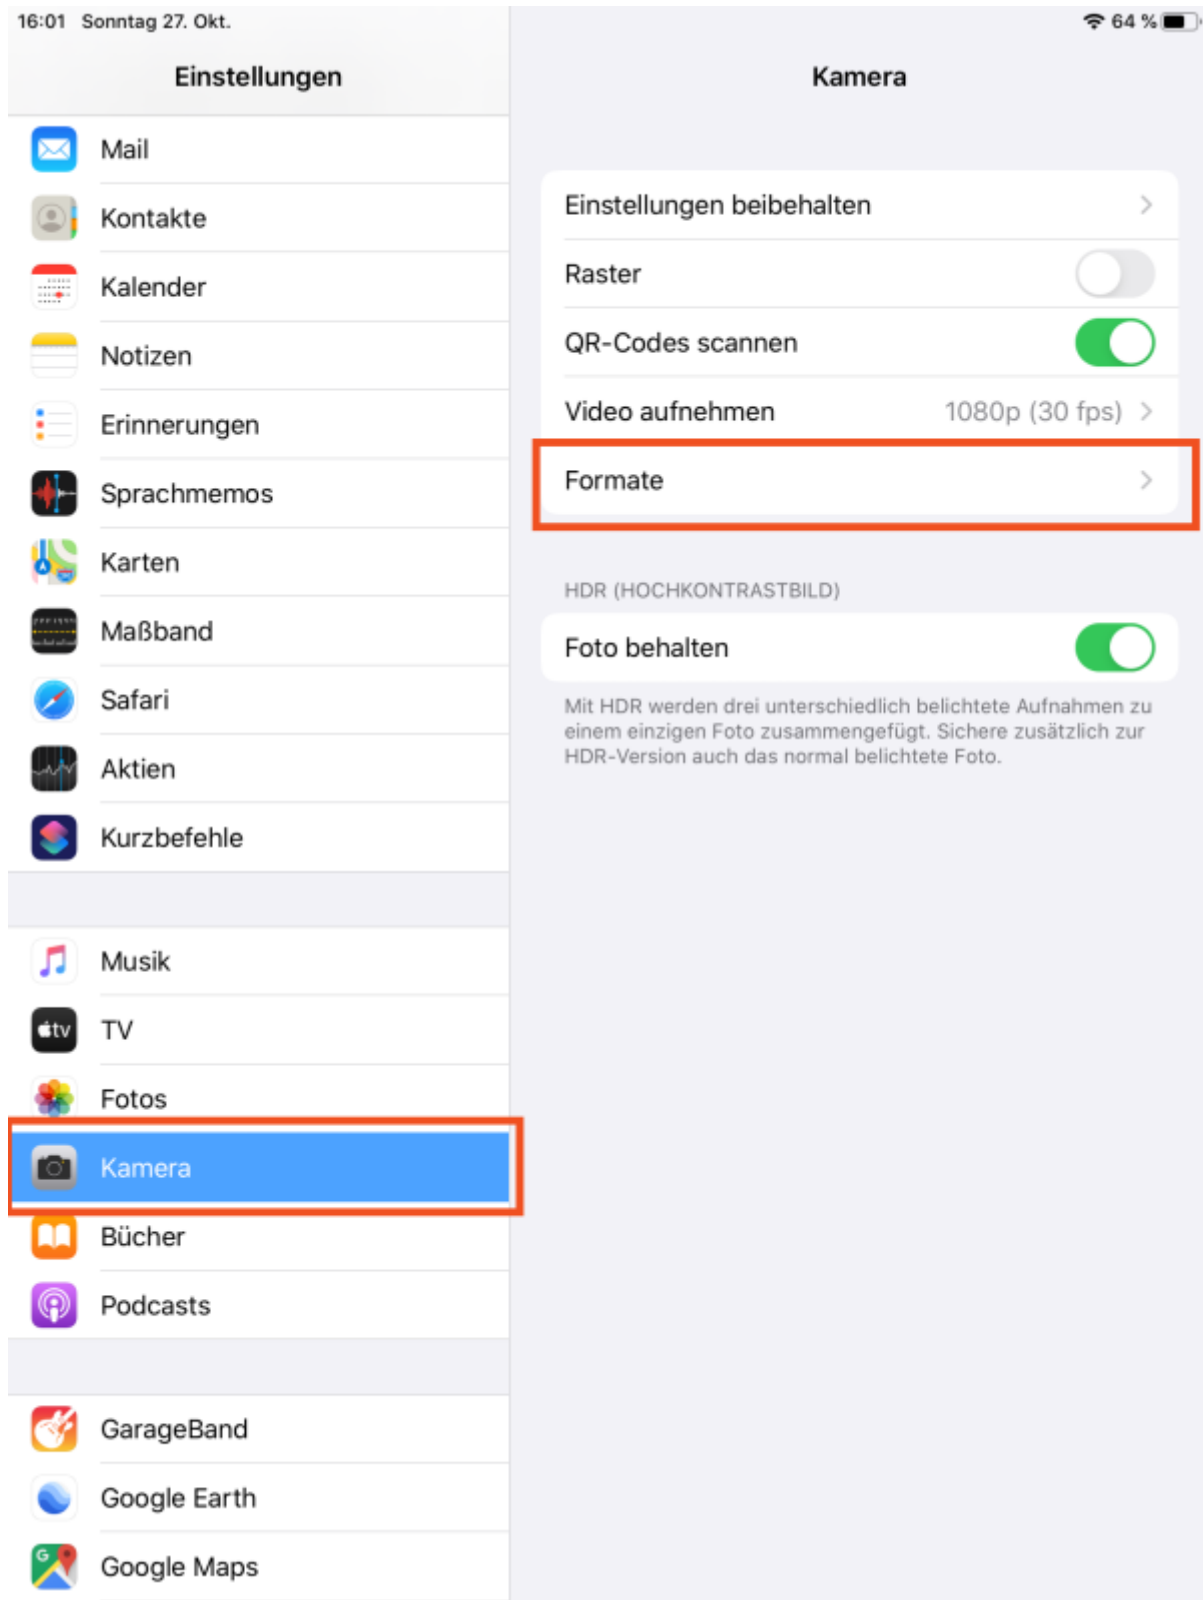 16:01 Sonntag 27. Okt.
64 %
Einstellungen
Mail
Kontakte
Kalender
Notizen
Erinnerungen
Sprachmemos
Karten
Maßband
Safari
Aktien
Kurzbefehle
Musik
tv TV
Fotos
Kamera
Bücher
Podcasts
GarageBand
Google Earth
G Google Maps
Kamera
Einstellungen beibehalten
Raster
QR-Codes scannen
Video aufnehmen 1080p (30 fps)
Formate
HDR (HOCHKONTRASTBILD)
Foto behalten
Mit HDR werden drei unterschiedlich belichtete Aufnahmen zu
einem einzigen Foto zusammengefügt. Sichere zusätzlich zur
HDR-Version auch das normal belichtete Foto.